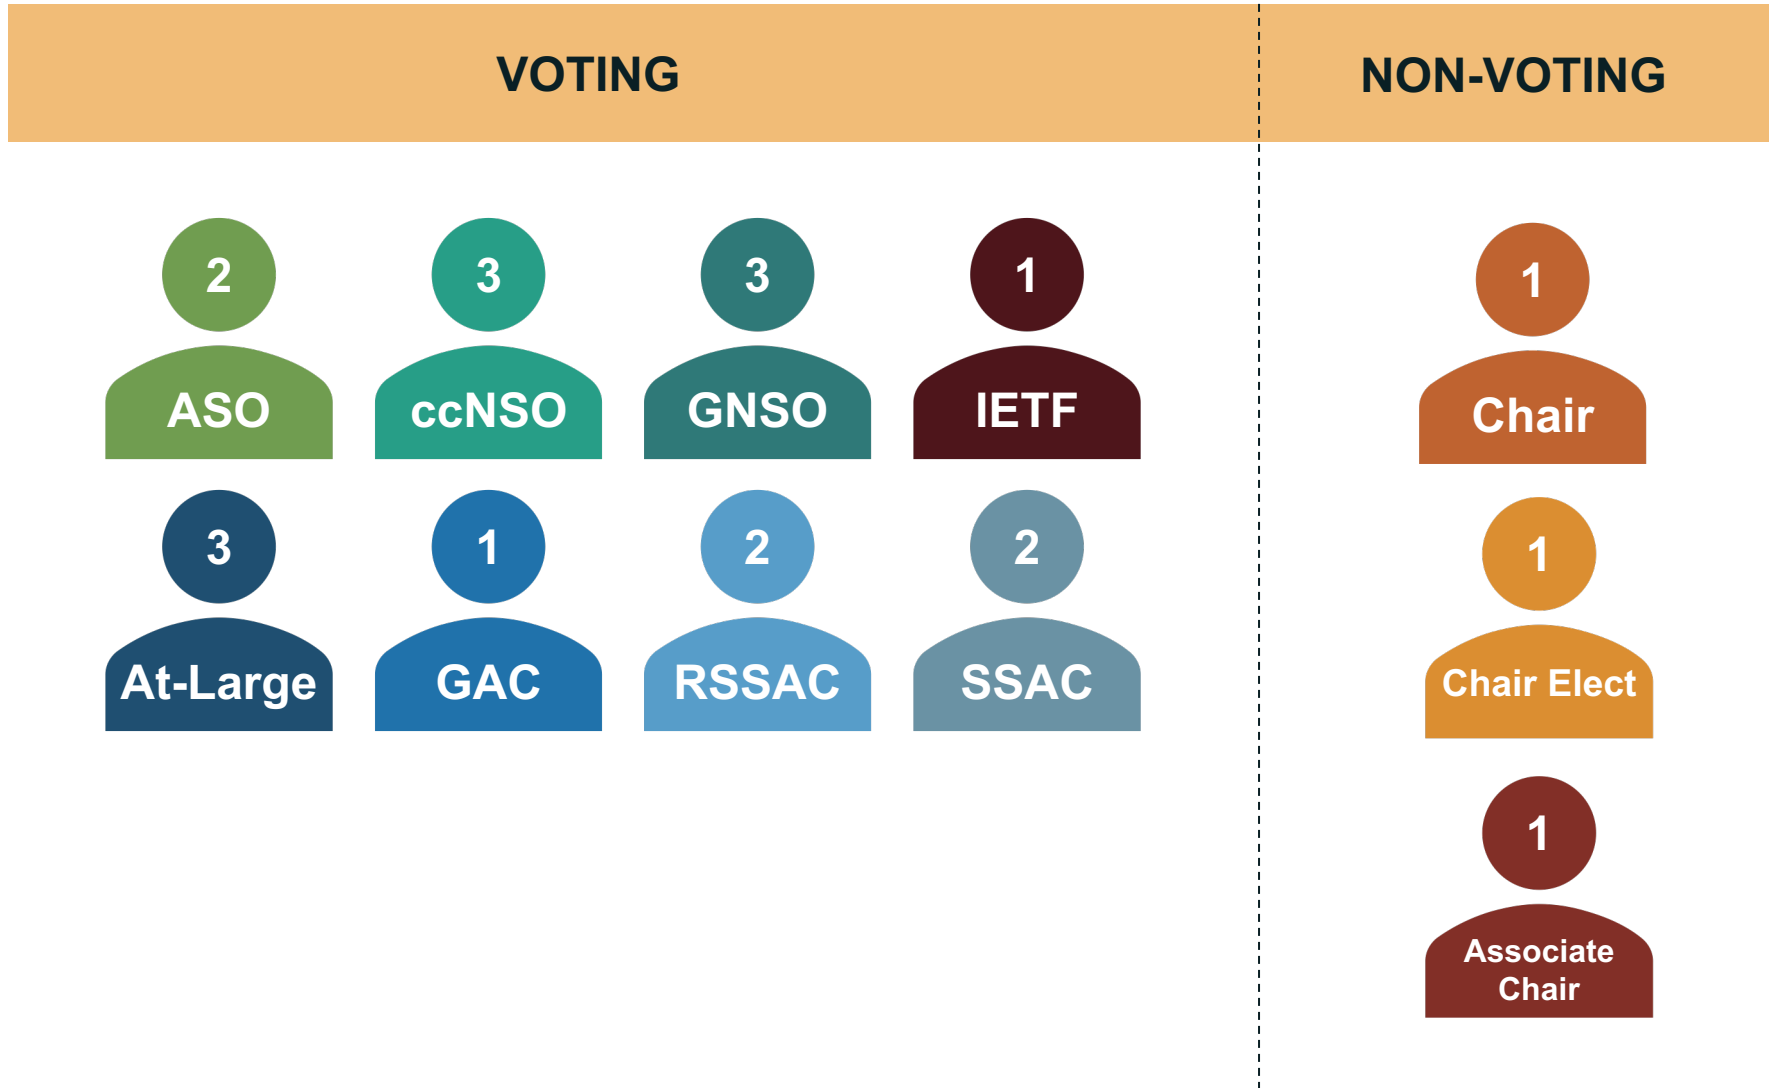 VOTING
NON-VOTING
2
3
3
1
ASO
ccNSO
GNSO
IETF
3
1
2
2
At-Large
GAC
RSSAC
SSAC
1
Chair
1
Chair Elect
1
Associate
Chair